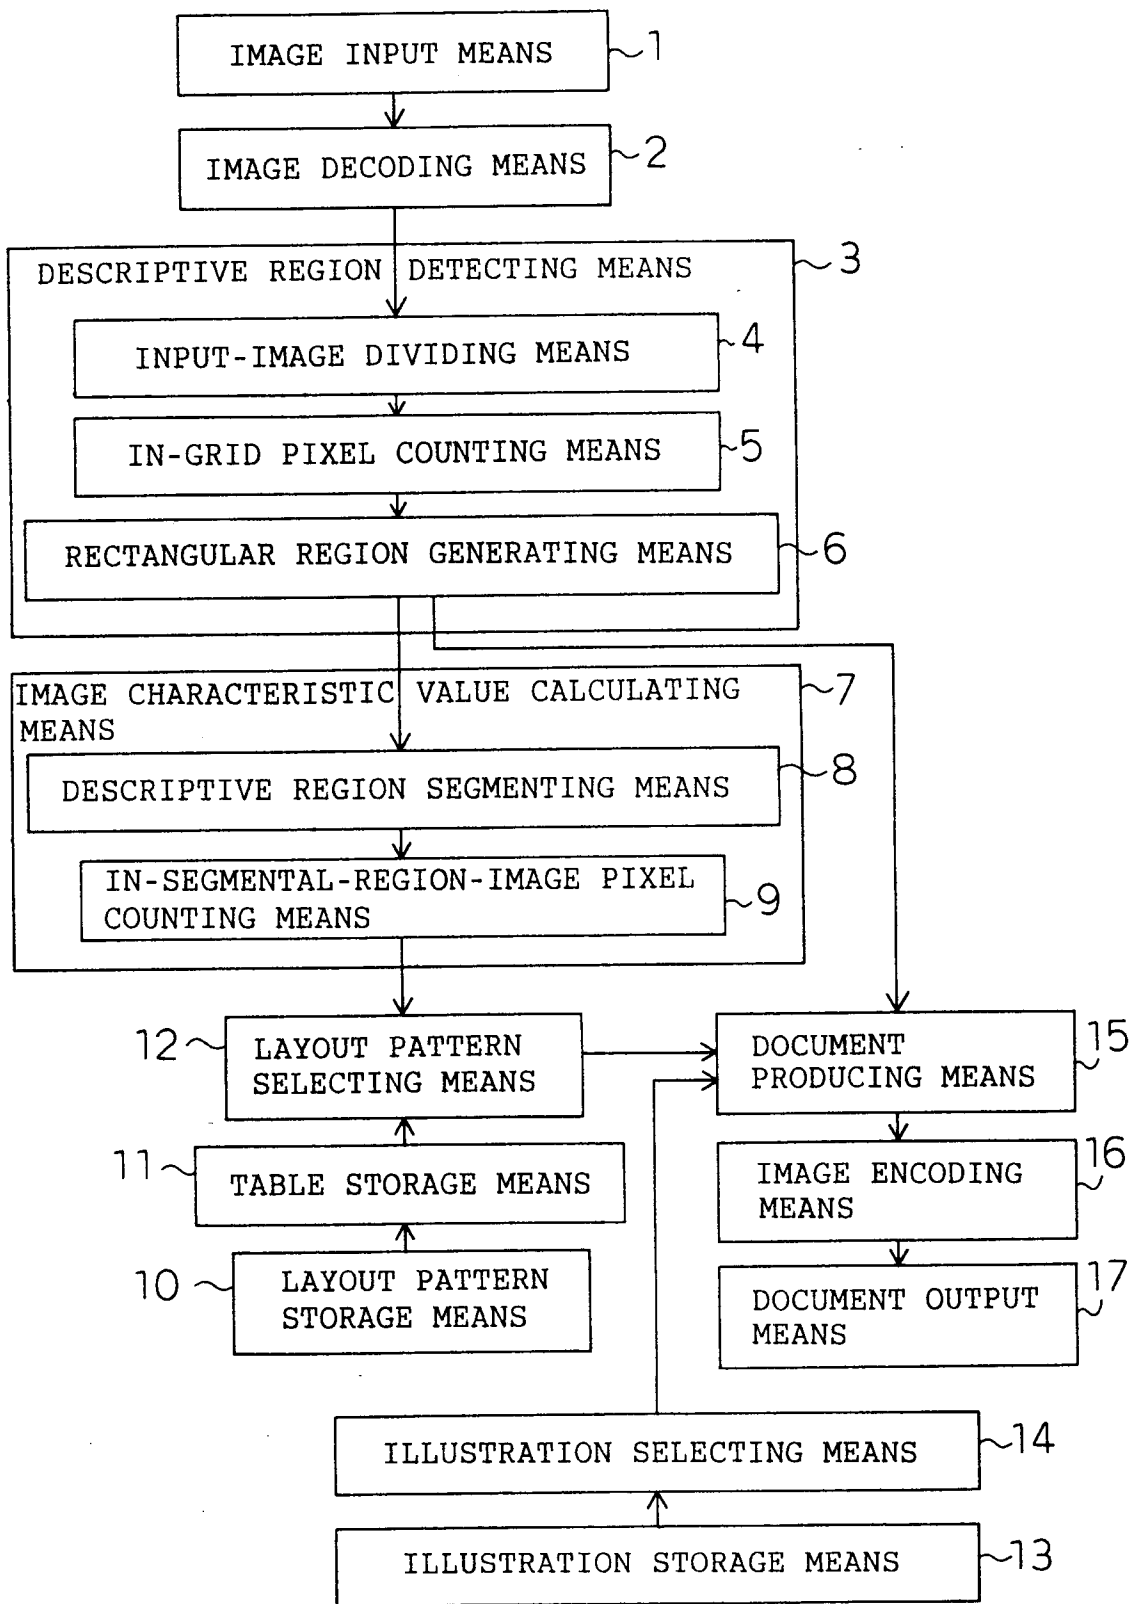 IMAGE INPUT MEANS
1
IMAGE DECODING MEANS
2
DESCRIPTIVE REGION DETECTING MEANS
3
INPUT-IMAGE DIVIDING MEANS
4
IN-GRID PIXEL COUNTING MEANS
5
RECTANGULAR REGION GENERATING MEANS
6
IMAGE CHARACTERISTIC VALUE CALCULATING
MEANS
7
DESCRIPTIVE REGION SEGMENTING MEANS
8
IN-SEGMENTAL-REGION-IMAGE PIXEL
COUNTING MEANS
9
12
LAYOUT PATTERN
SELECTING MEANS
DOCUMENT
PRODUCING MEANS
15
11
TABLE STORAGE MEANS
IMAGE ENCODING
MEANS
16
10
LAYOUT PATTERN
STORAGE MEANS
DOCUMENT OUTPUT
MEANS
17
ILLUSTRATION SELECTING MEANS
14
ILLUSTRATION STORAGE MEANS
13